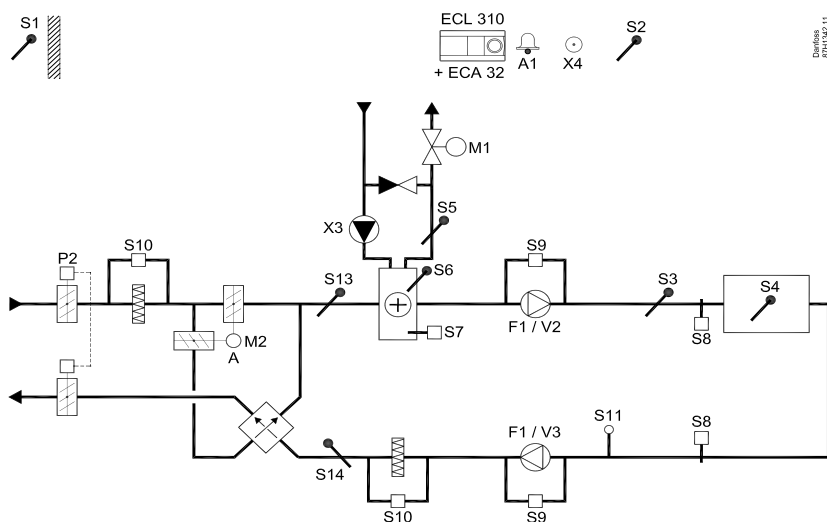 S1
ECL 310
+ ECA 32
A1
X4
S2
Danfoss
87H1242.11
M1
X3
S5
P2
S10
S13
S6
S9
S3
S4
S7
F1 / V2
S8
M2
A
F1 / V3
S11
S8
S14
S10
S9